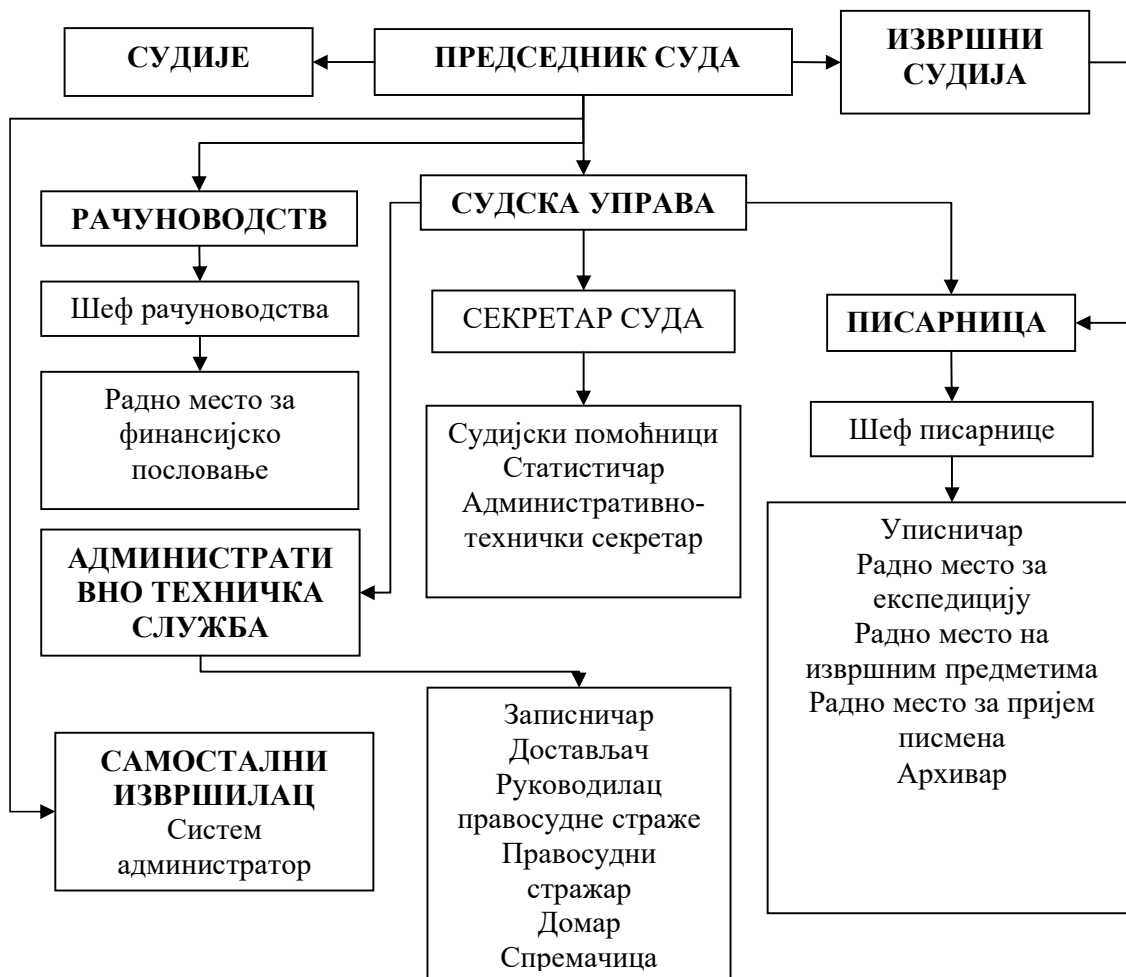 СУДИЈЕ
ПРЕДСЕДНИК СУДА
ИЗВРШНИ
СУДИЈА
РАЧУНОВОДСТВ
СУДСКА УПРАВА
Шеф рачуноводства
СЕКРЕТАР СУДА
ПИСАРНИЦА
Радно место за
финансијско
пословање
Судијски помоћници
Статистичар
Административно-
технички секретар
Шеф писарнице
АДМИНИСТРАТИ
ВНО ТЕХНИЧКА
СЛУЖБА
Уписничар
Радно место за
експедицију
Радно место на
извршним предметима
Радно место за пријем
писмена
Архивар
САМОСТАЛНИ
ИЗВРШИЛАЦ
Систем
администратор
Записничар
Достављач
Руководилац
правосудне страже
Правосудни
стражар
Домар
Спремачица